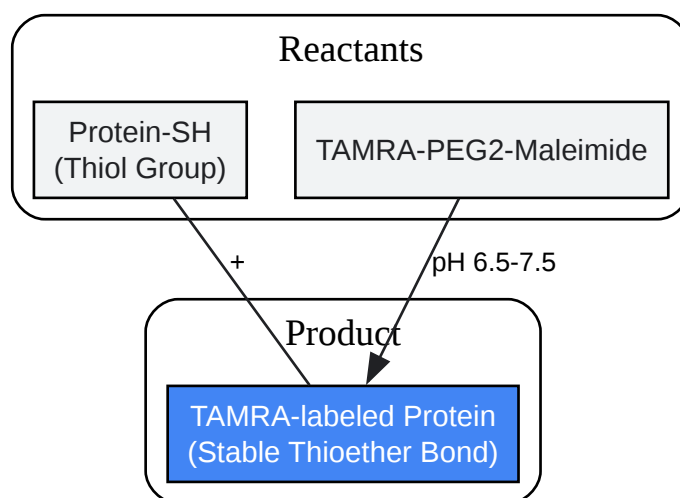 Reactants
Protein-SH
(Thiol Group)
TAMRA-PEG2-Maleimide
+
pH 6.5-7.5
Product
TAMRA-labeled Protein
(Stable Thioether Bond)